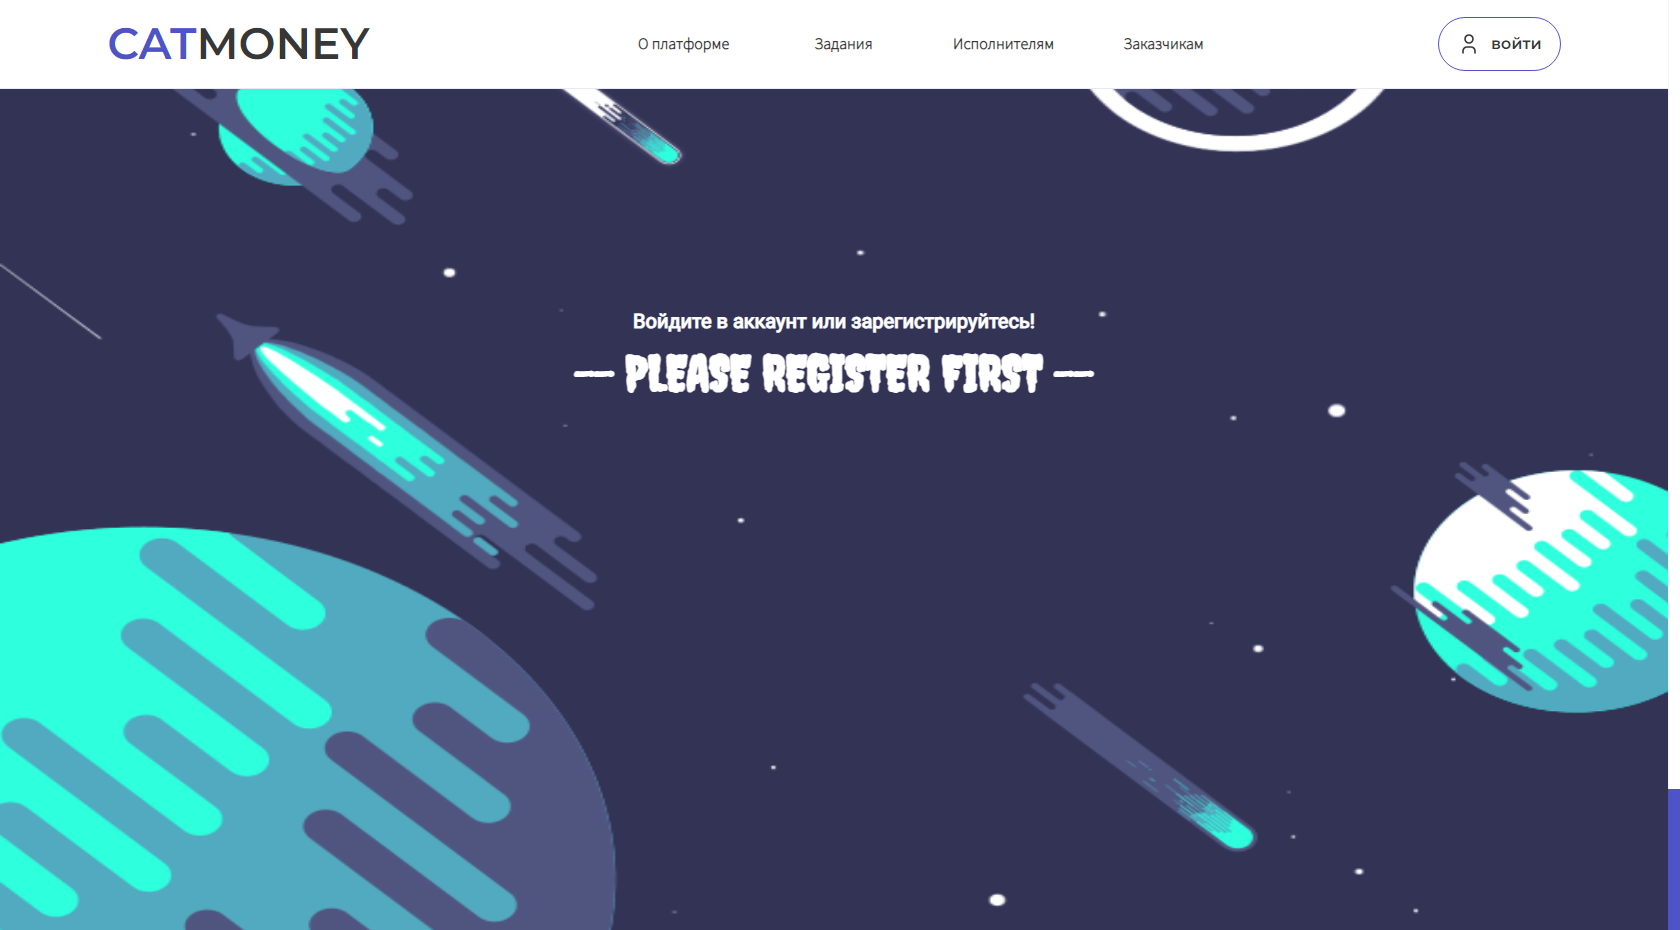 CATMONEY
О платформе
Задания
Исполнителям
Заказчикам
ВОЙТИ
Войдите в аккаунт или зарегистрируйтесь!
— PLEASE REGISTER FIRST —